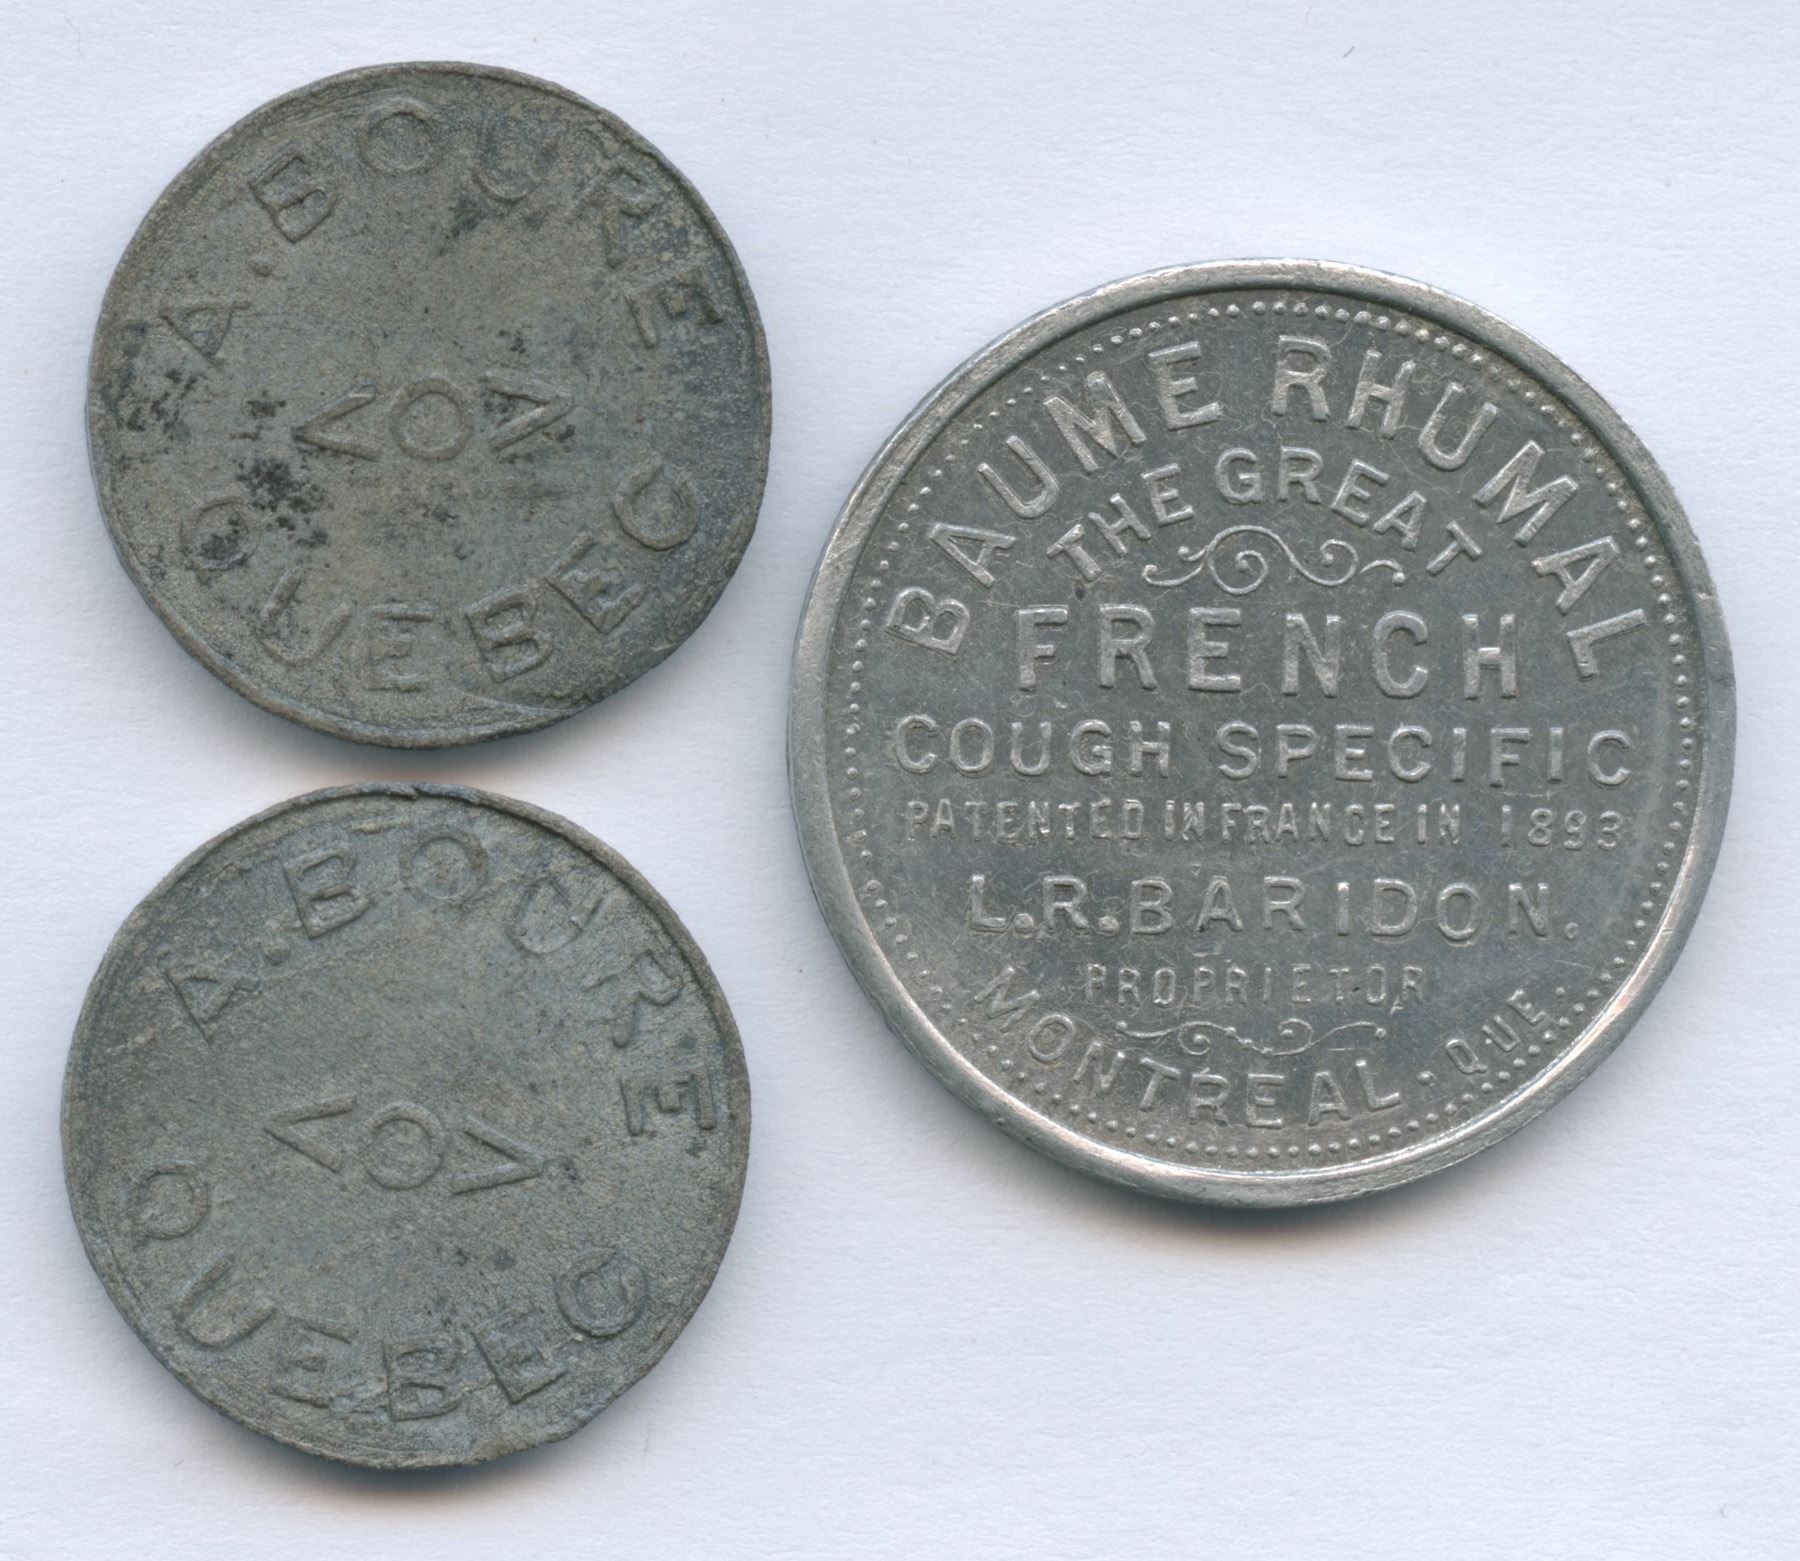 A. BOURE
<O>
QUEBEC
A. BOURE
<O>
QUEBEC
BAUME RHUMAL
THE GREAT
FRENCH
COUGH SPECIFIC
PATENTED IN FRANCE IN 1893
L.R. BARIDON.
PROPRIETOR
MONTREAL, QUE.